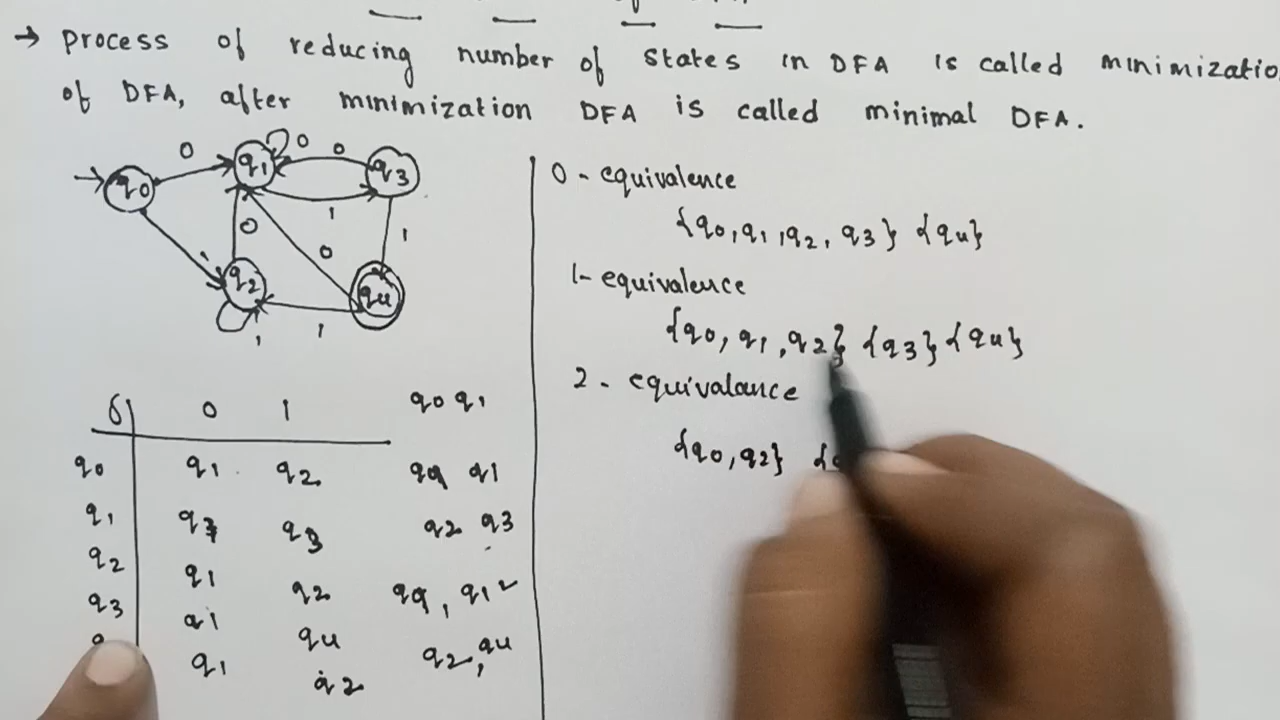 → process of reducing number of states in DFA is called minimizatio
of DFA, after minimization DFA is called minimal DFA.
0 q1 0 0 q3
q0 1
0 0 1
q2 q4
1 1
0 - equivalence
{q0, q1, q2, q3} {q4}
1- equivalence
{q0, q1, q2} {q3} {q4}
2 - equivalance
{q0, q2} {
δ 0 1 q0 q1
q0 q1 q2 q1 q1
q1 q3 q2 q3
q2 q1 q2 q1, q1
q3 q1 q4 q2, q4
q1 q2